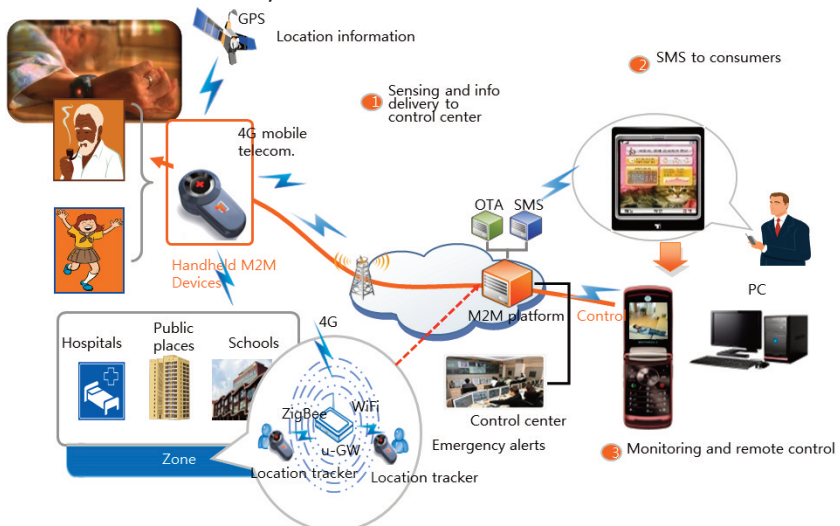 GPS
Location information
2 SMS to consumers
1 Sensing and info
delivery to
control center
4G mobile
telecom.
OTA SMS
Handheld M2M
Devices
M2M platform
Control
PC
4G
Hospitals
Public
places
Schools
ZigBee
WiFi
u-GW
Control center
Emergency alerts
3 Monitoring and remote control
Zone
Location tracker
Location tracker